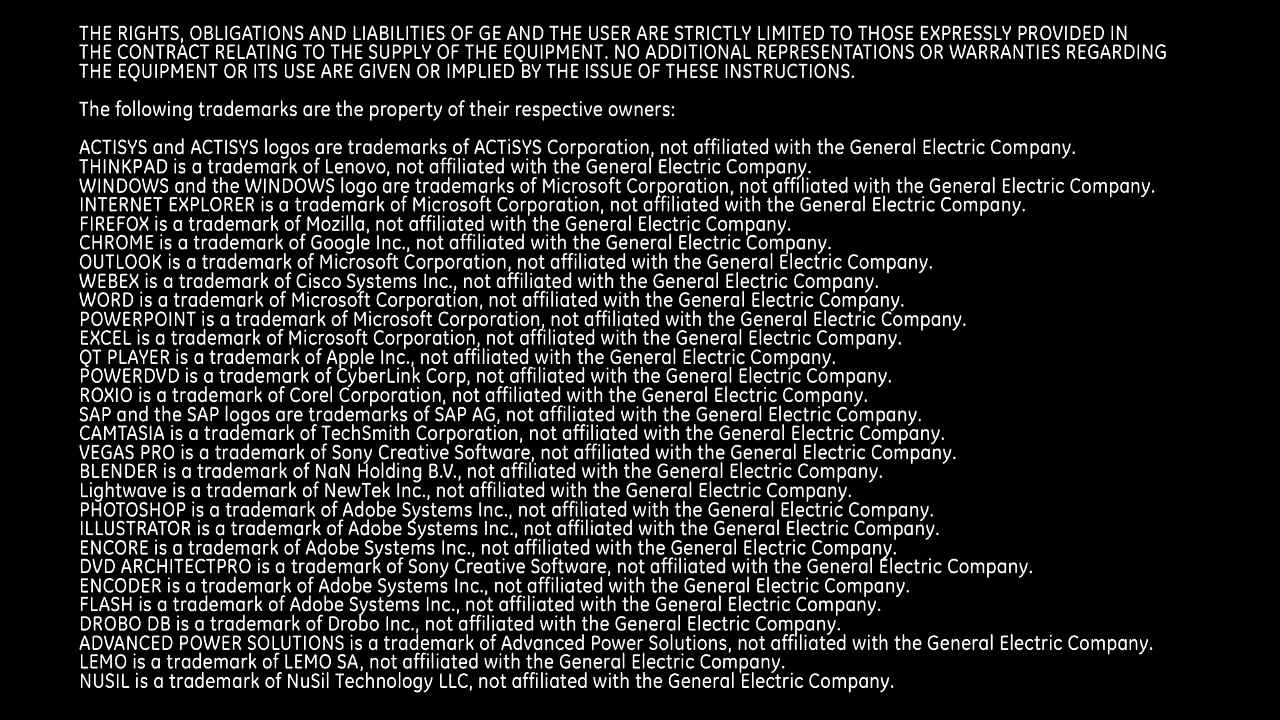 THE RIGHTS, OBLIGATIONS AND LIABILITIES OF GE AND THE USER ARE STRICTLY LIMITED TO THOSE EXPRESSLY PROVIDED IN
THE CONTRACT RELATING TO THE SUPPLY OF THE EQUIPMENT. NO ADDITIONAL REPRESENTATIONS OR WARRANTIES REGARDING
THE EQUIPMENT OR ITS USE ARE GIVEN OR IMPLIED BY THE ISSUE OF THESE INSTRUCTIONS.
The following trademarks are the property of their respective owners:
ACTISYS and ACTISYS logos are trademarks of ACTiSYS Corporation, not affiliated with the General Electric Company.
THINKPAD is a trademark of Lenovo, not affiliated with the General Electric Company.
WINDOWS and the WINDOWS logo are trademarks of Microsoft Corporation, not affiliated with the General Electric Company.
INTERNET EXPLORER is a trademark of Microsoft Corporation, not affiliated with the General Electric Company.
FIREFOX is a trademark of Mozilla, not affiliated with the General Electric Company.
CHROME is a trademark of Google Inc., not affiliated with the General Electric Company.
OUTLOOK is a trademark of Microsoft Corporation, not affiliated with the General Electric Company.
WEBEX is a trademark of Cisco Systems Inc., not affiliated with the General Electric Company.
WORD is a trademark of Microsoft Corporation, not affiliated with the General Electric Company.
POWERPOINT is a trademark of Microsoft Corporation, not affiliated with the General Electric Company.
EXCEL is a trademark of Microsoft Corporation, not affiliated with the General Electric Company.
QT PLAYER is a trademark of Apple Inc., not affiliated with the General Electric Company.
POWERDVD is a trademark of CyberLink Corp, not affiliated with the General Electric Company.
ROXIO is a trademark of Corel Corporation, not affiliated with the General Electric Company.
SAP and the SAP logos are trademarks of SAP AG, not affiliated with the General Electric Company.
CAMTASIA is a trademark of TechSmith Corporation, not affiliated with the General Electric Company.
VEGAS PRO is a trademark of Sony Creative Software, not affiliated with the General Electric Company.
BLENDER is a trademark of NaN Holding B.V., not affiliated with the General Electric Company.
Lightwave is a trademark of NewTek Inc., not affiliated with the General Electric Company.
PHOTOSHOP is a trademark of Adobe Systems Inc., not affiliated with the General Electric Company.
ILLUSTRATOR is a trademark of Adobe Systems Inc., not affiliated with the General Electric Company.
ENCORE is a trademark of Adobe Systems Inc., not affiliated with the General Electric Company.
DVD ARCHITECTPRO is a trademark of Sony Creative Software, not affiliated with the General Electric Company.
ENCODER is a trademark of Adobe Systems Inc., not affiliated with the General Electric Company.
FLASH is a trademark of Adobe Systems Inc., not affiliated with the General Electric Company.
DROBO DB is a trademark of Drobo Inc., not affiliated with the General Electric Company.
ADVANCED POWER SOLUTIONS is a trademark of Advanced Power Solutions, not affiliated with the General Electric Company.
LEMO is a trademark of LEMO SA, not affiliated with the General Electric Company.
NUSIL is a trademark of NuSil Technology LLC, not affiliated with the General Electric Company.